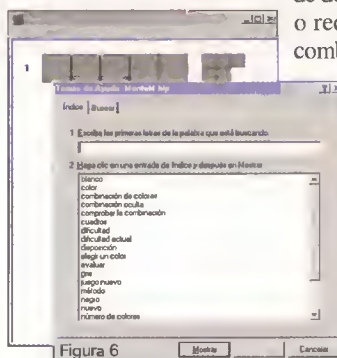 o rec
comb
1
Temas de Ayuda: MenteM hlp
Índice Buscar
1 Escriba las primeras letras de la palabra que está buscando.
2 Haga clic en una entrada de índice y después en Mostrar
blanco
color
combinación de colores
combinación oculta
comprobar la combinación
cuadros
dificultad
dificultad actual
disposición
elegir un color
evaluar
gris
juego nuevo
método
negro
nuevo
número de colores
Figura 6
Mostrar
Cancelar